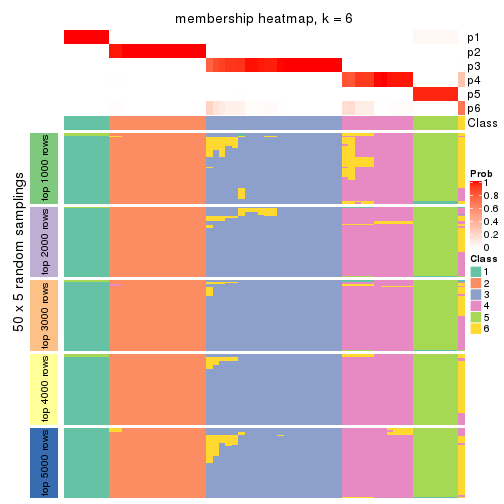 membership heatmap, k = 6
p1
p2
p3
p4
p5
p6
Class
50 x 5 random samplings
top 1000 rows
top 2000 rows
top 3000 rows
top 4000 rows
top 5000 rows
Prob
1
0.8
0.6
0.4
0.2
0
Class
1
2
3
4
5
6